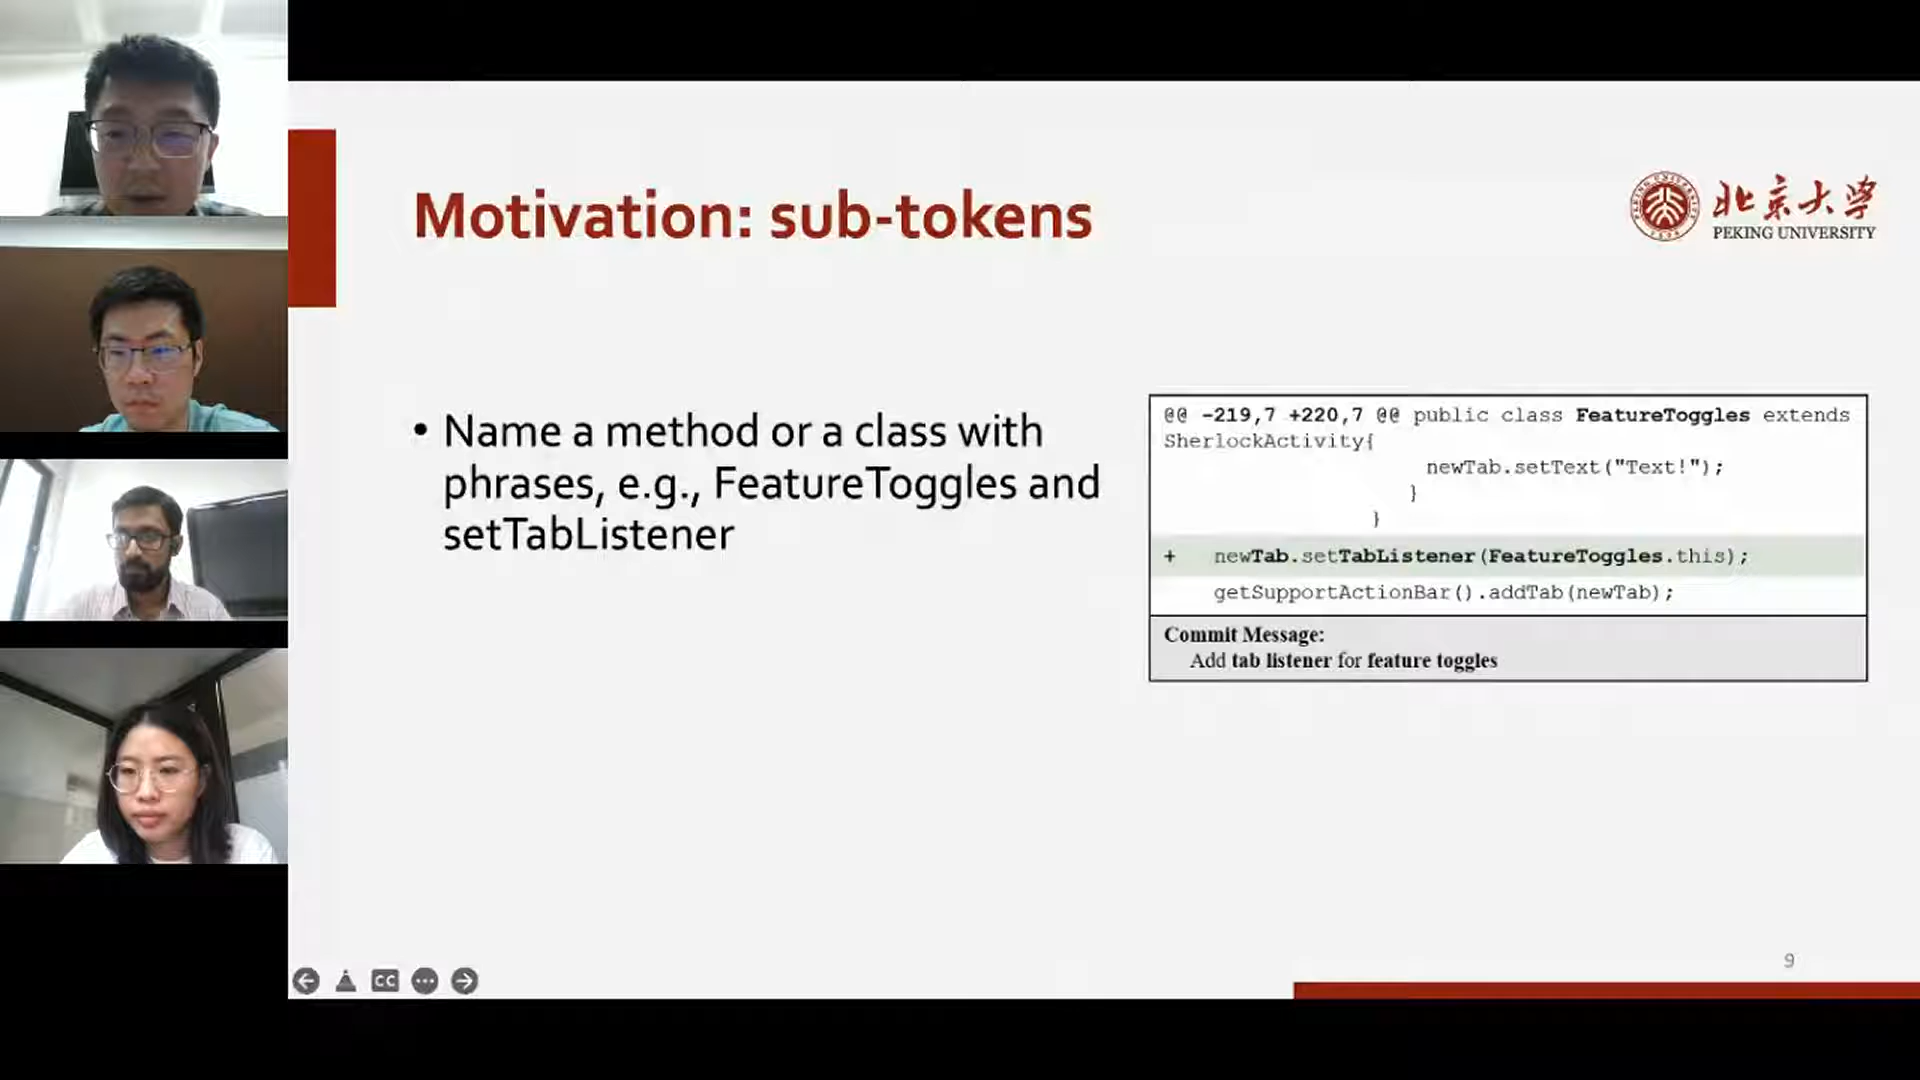 Motivation: sub-tokens
北京大学
PEKING UNIVERSITY
• Name a method or a class with
phrases, e.g., FeatureToggles and
setTabListener
@@ -219,7 +220,7 @@ public class FeatureToggles extends
SherlockActivity{
newTab.setText("Text!");
}
}
+ newTab.setTabListener(FeatureToggles.this);
getSupportActionBar().addTab(newTab);
Commit Message:
Add tab listener for feature toggles
CC
9